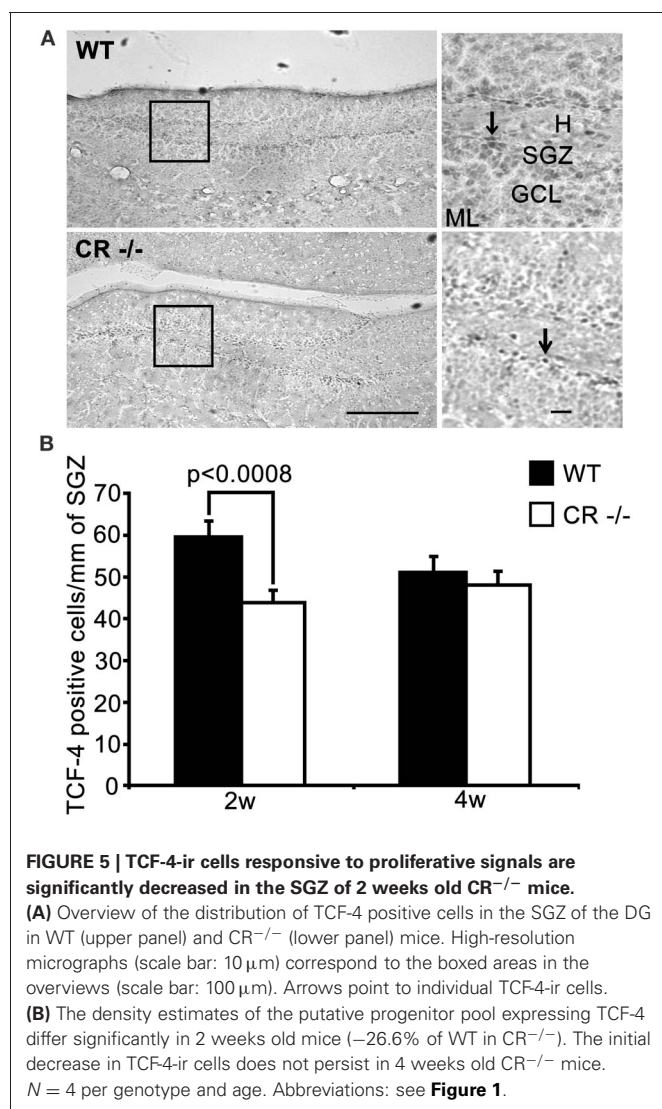 A
WT
H
SGZ
GCL
ML
CR -/-
B
p<0.0008
WT
CR -/-
TCF-4 positive cells/mm of SGZ
70
60
50
40
30
20
10
0
2w
4w
FIGURE 5 | TCF-4-ir cells responsive to proliferative signals are
significantly decreased in the SGZ of 2 weeks old CR−/− mice.
(A) Overview of the distribution of TCF-4 positive cells in the SGZ of the DG
in WT (upper panel) and CR−/− (lower panel) mice. High-resolution
micrographs (scale bar: 10 μm) correspond to the boxed areas in the
overviews (scale bar: 100 μm). Arrows point to individual TCF-4-ir cells.
(B) The density estimates of the putative progenitor pool expressing TCF-4
differ significantly in 2 weeks old mice (−26.6% of WT in CR−/−). The initial
decrease in TCF-4-ir cells does not persist in 4 weeks old CR−/− mice.
N = 4 per genotype and age. Abbreviations: see Figure 1.